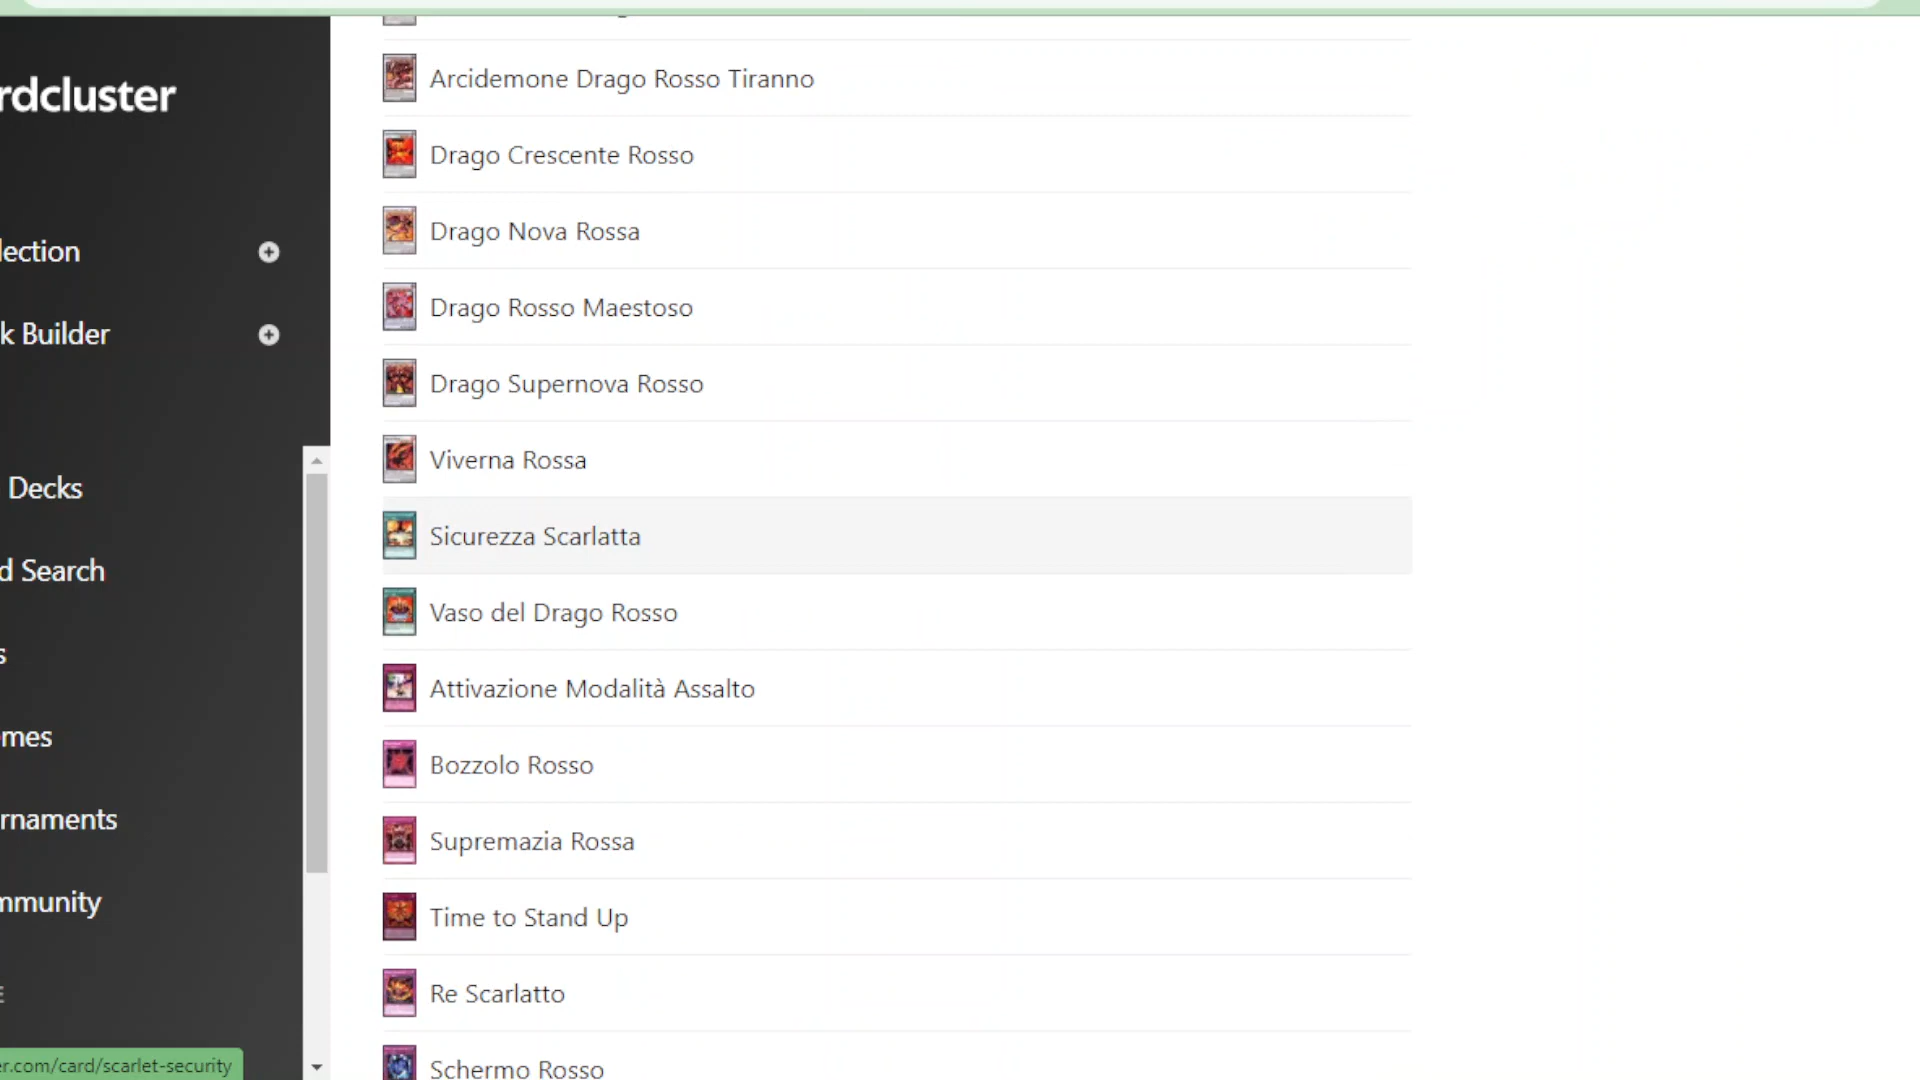 rdcluster
lection
k Builder
Decks
d Search
s
mes
rnaments
mmunity
E
er.com/card/scarlet-security
Arcidemone Drago Rosso Tiranno
Drago Crescente Rosso
Drago Nova Rossa
Drago Rosso Maestoso
Drago Supernova Rosso
Viverna Rossa
Sicurezza Scarlatta
Vaso del Drago Rosso
Attivazione Modalità Assalto
Bozzolo Rosso
Supremazia Rossa
Time to Stand Up
Re Scarlatto
Schermo Rosso